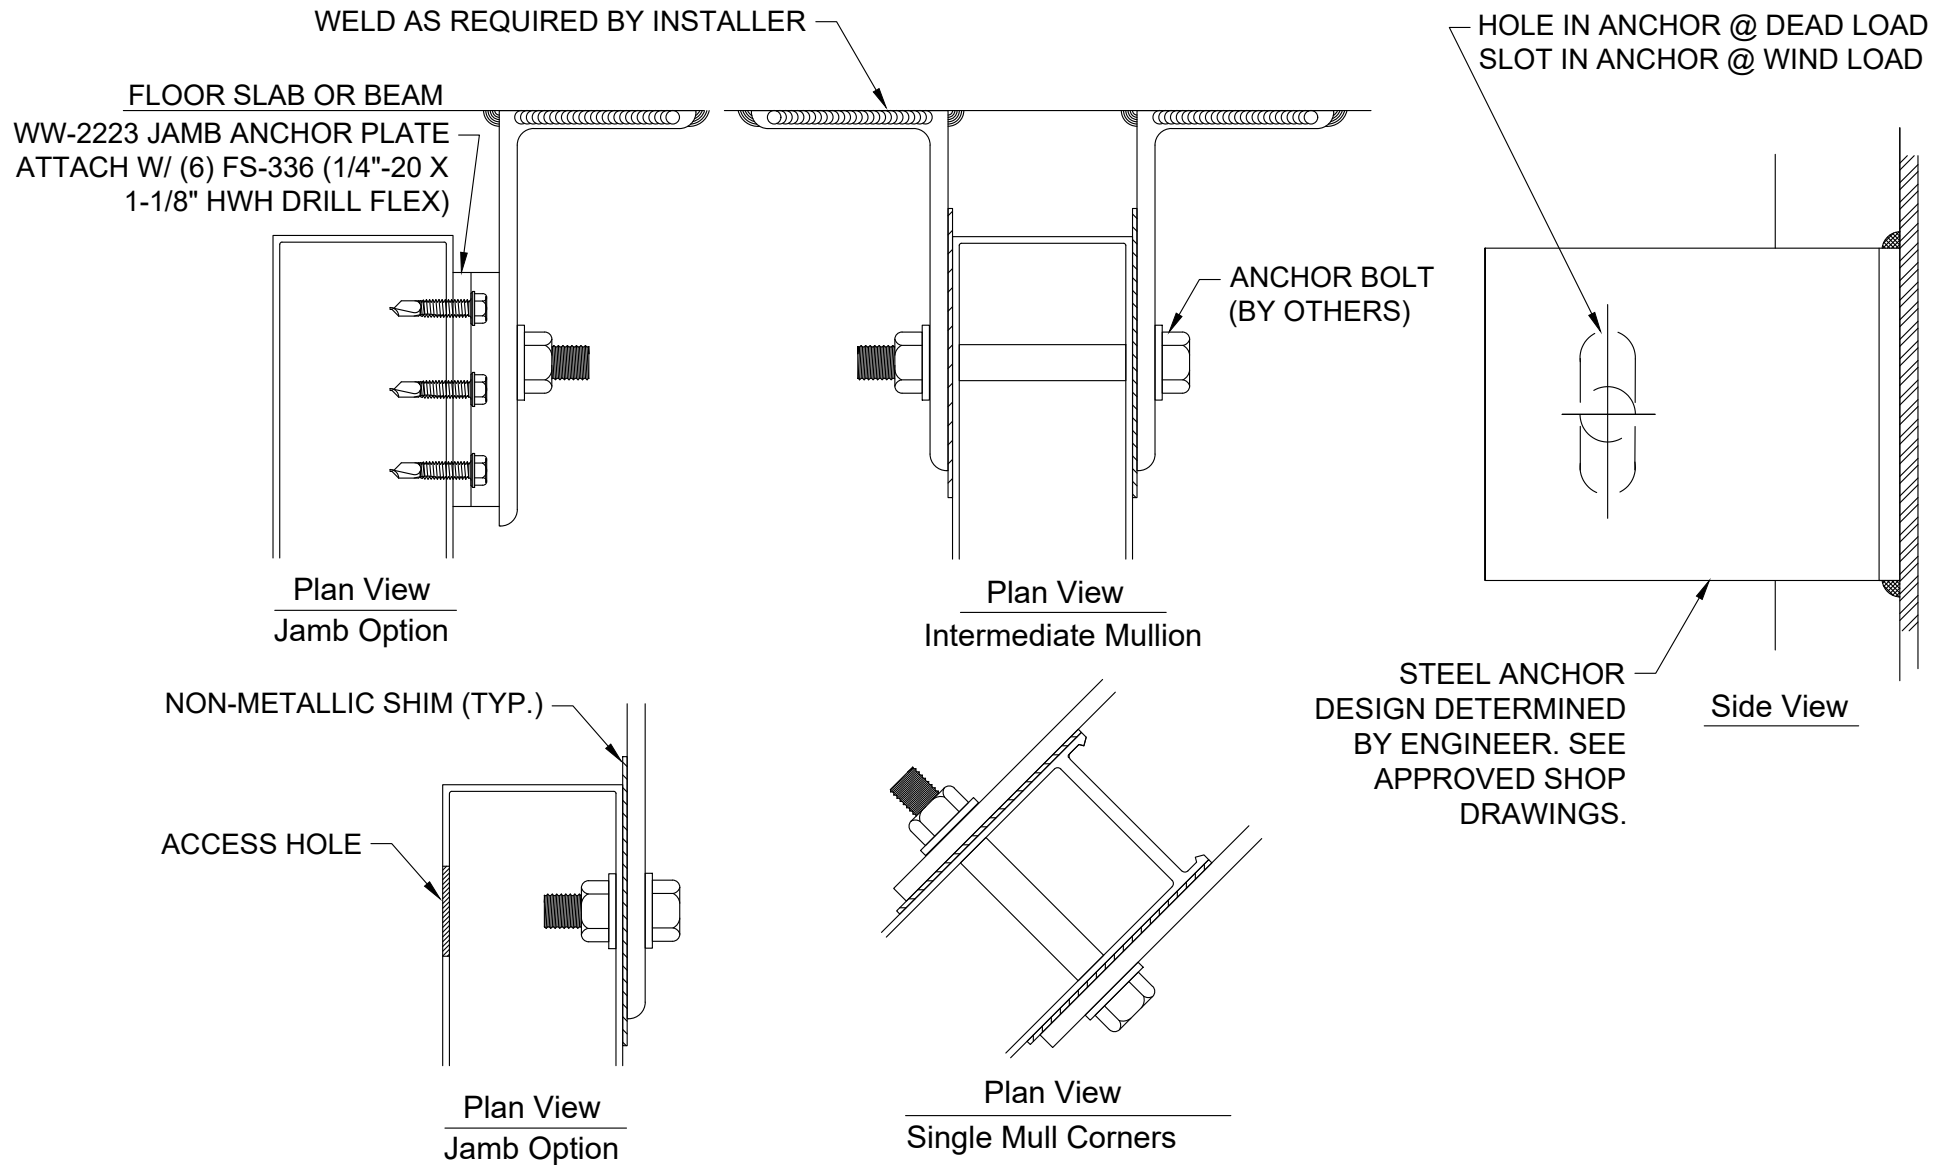 WELD AS REQUIRED BY INSTALLER
HOLE IN ANCHOR @ DEAD LOAD
SLOT IN ANCHOR @ WIND LOAD
FLOOR SLAB OR BEAM
WW-2223 JAMB ANCHOR PLATE
ATTACH W/ (6) FS-336 (1/4"-20 X
1-1/8" HWH DRILL FLEX)
ANCHOR BOLT
(BY OTHERS)
Plan View
Jamb Option
Plan View
Intermediate Mullion
STEEL ANCHOR
DESIGN DETERMINED
BY ENGINEER. SEE
APPROVED SHOP
DRAWINGS.
Side View
NON-METALLIC SHIM (TYP.)
ACCESS HOLE
Plan View
Jamb Option
Plan View
Single Mull Corners